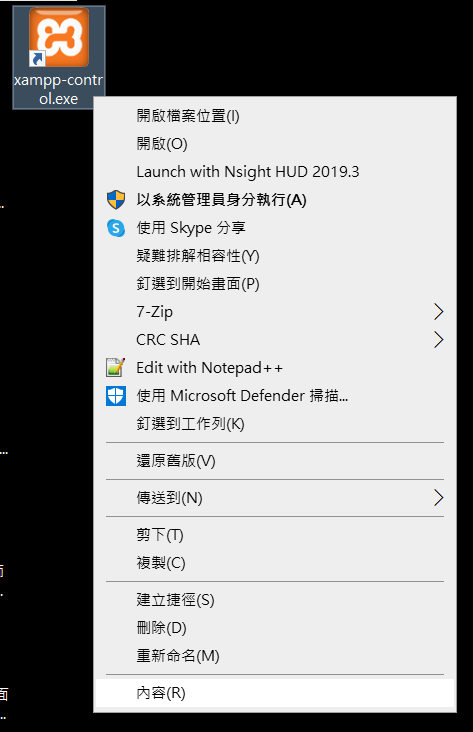 xampp-contr
ol.exe
開啟檔案位置(I)
開啟(O)
Launch with Nsight HUD 2019.3
以系統管理員身分執行(A)
使用 Skype 分享
疑難排解相容性(Y)
釘選到開始畫面(P)
7-Zip
CRC SHA
Edit with Notepad++
使用 Microsoft Defender 掃描...
釘選到工作列(K)
還原舊版(V)
傳送到(N)
剪下(T)
複製(C)
建立捷徑(S)
刪除(D)
重新命名(M)
內容(R)
面